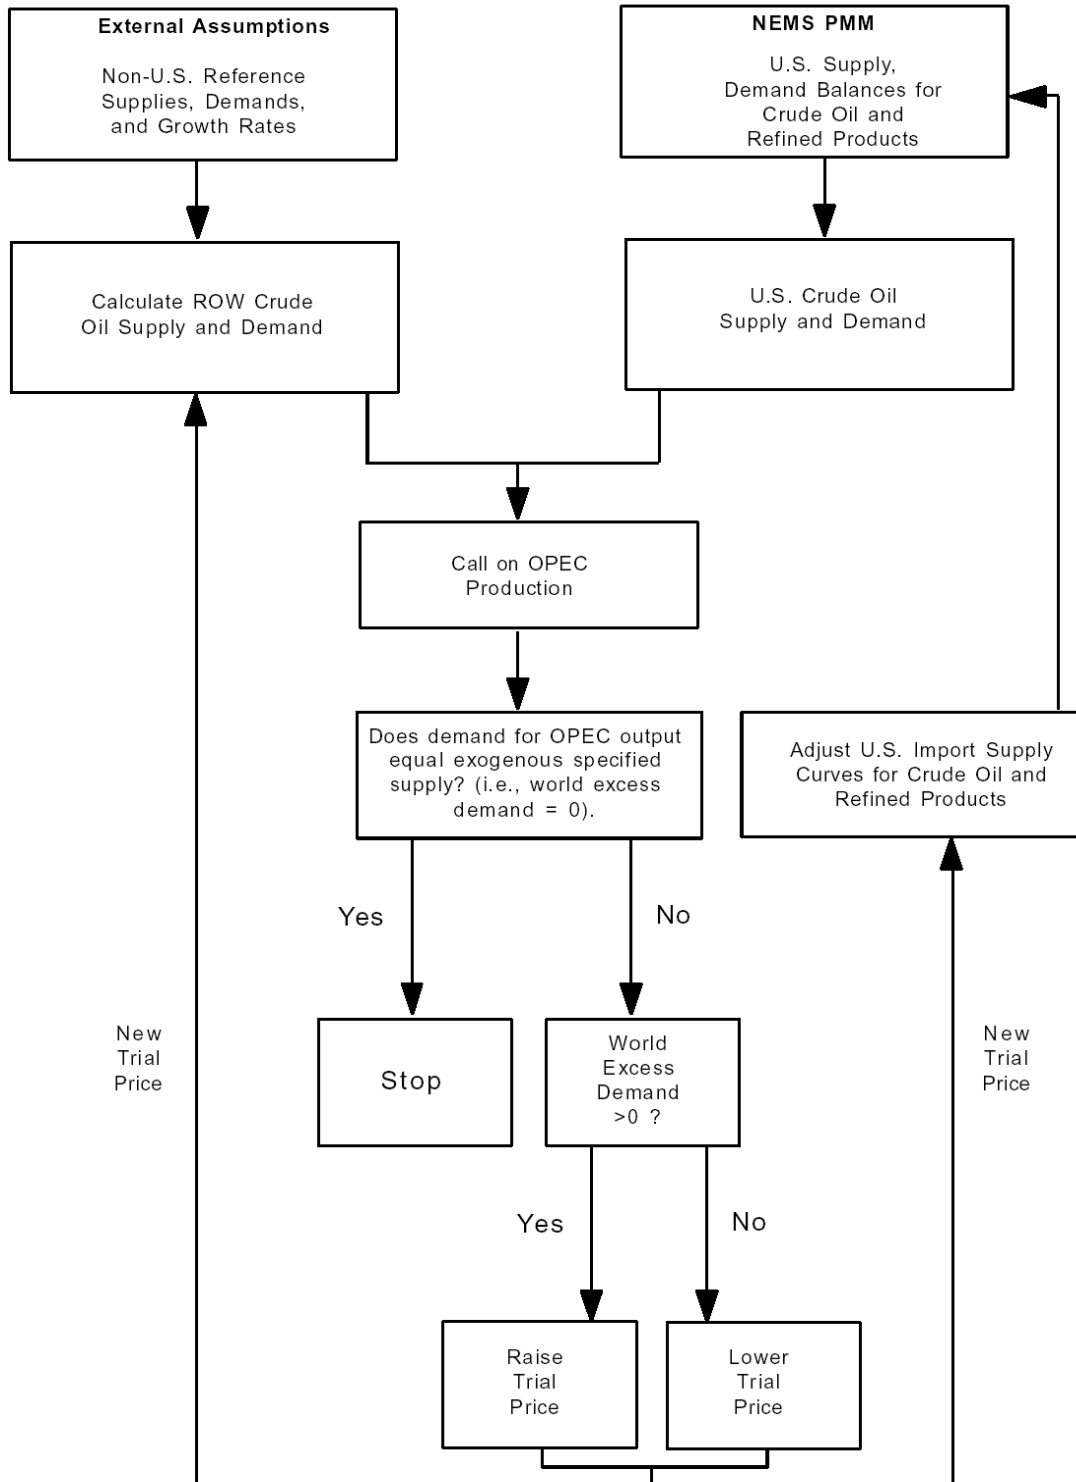 External Assumptions
Non-U.S. Reference
Supplies, Demands,
and Growth Rates
NEMS PMM
U.S. Supply,
Demand Balances for
Crude Oil and
Refined Products
Calculate ROW Crude
Oil Supply and Demand
U.S. Crude Oil
Supply and Demand
Call on OPEC
Production
Does demand for OPEC output
equal exogenous specified
supply? (i.e., world excess
demand = 0).
Adjust U.S. Import Supply
Curves for Crude Oil and
Refined Products
Yes
No
New
Trial
Price
Stop
World
Excess
Demand
>0 ?
New
Trial
Price
Yes
No
Raise
Trial
Price
Lower
Trial
Price